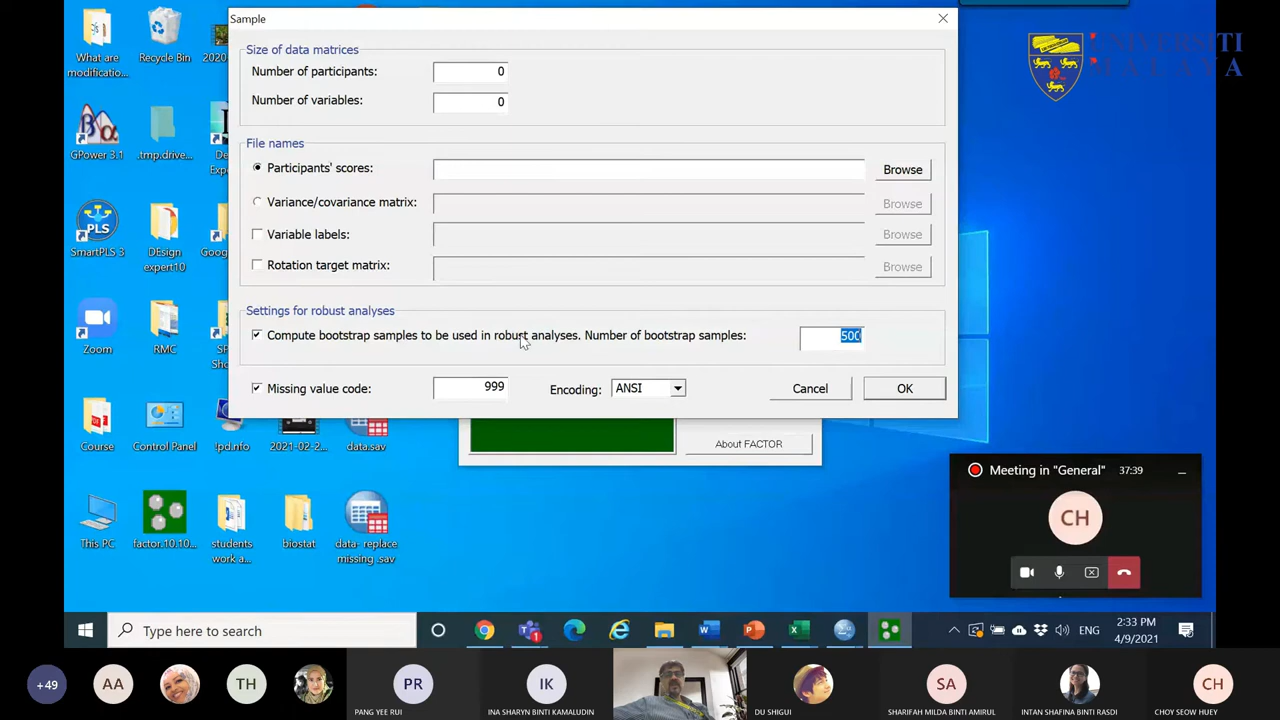 Sample
Size of data matrices
Number of participants:
0
Number of variables:
0
File names
Participants' scores:
Browse
Variance/covariance matrix:
Browse
Variable labels:
Browse
Rotation target matrix:
Browse
Settings for robust analyses
Compute bootstrap samples to be used in robust analyses. Number of bootstrap samples:
500
Missing value code:
999
Encoding:
ANSI
Cancel
OK
About FACTOR
UNIVERSITI
MALAYA
What are
modificatio...
Recycle Bin
GPower 3.1
.tmp.drive...
SmartPLS 3
DEsign
expert10
Zoom
RMC
Course
Control Panel
!pd.nfo
2021-02-2...
data.sav
This PC
factor.10.10...
students
work a...
biostat
data- replace
missing .sav
Meeting in "General"
37:39
CH
Type here to search
ENG
2:33 PM
4/9/2021
+49
AA
TH
PR
PANG YEE RUI
IK
INA SHARYN BINTI KAMALUDIN
DU SHIGUI
SA
SHARIFAH MILDA BINTI AMIRUL
INTAN SHAFINA BINTI RASDI
CH
CHOY SEOW HUEY